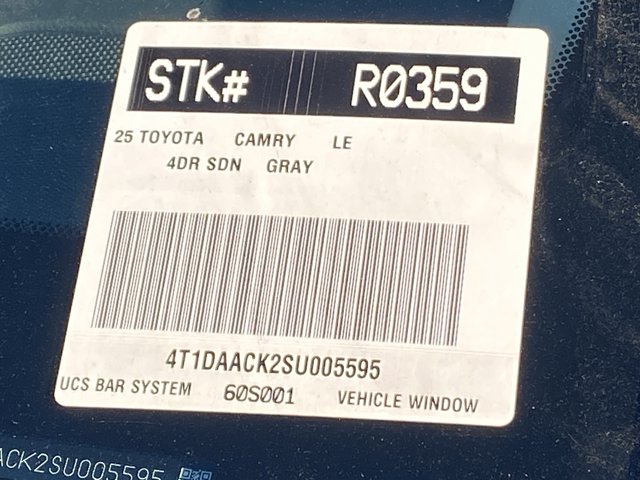 STK# R0359
25 TOYOTA CAMRY LE
4DR SDN GRAY
4T1DAACK2SU005595
UCS BAR SYSTEM 60S001 VEHICLE WINDOW
ACK2SU005595